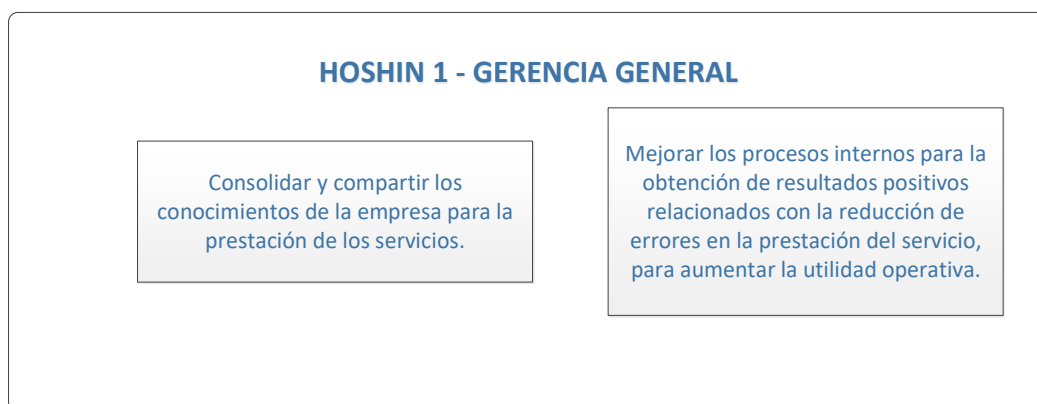 HOSHIN 1 - GERENCIA GENERAL
Consolidar y compartir los
conocimientos de la empresa para la
prestación de los servicios.
Mejorar los procesos internos para la
obtención de resultados positivos
relacionados con la reducción de
errores en la prestación del servicio,
para aumentar la utilidad operativa.